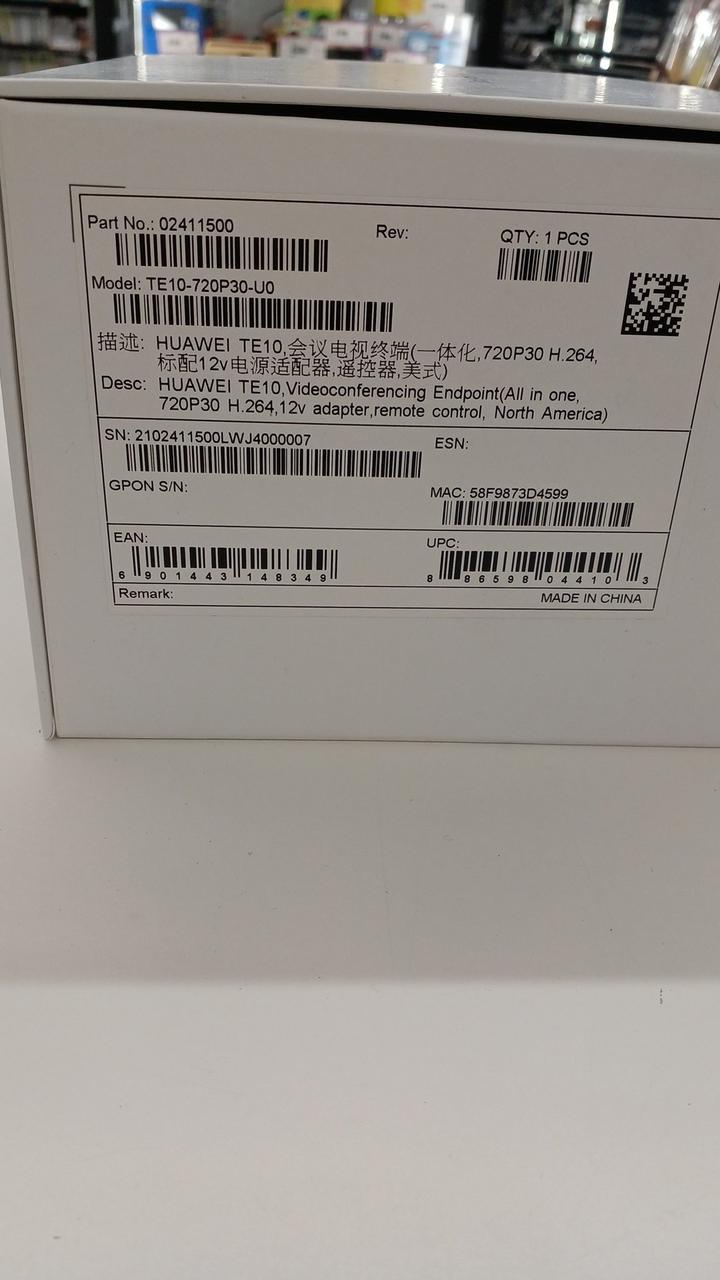 Part No.: 02411500
Rev:
QTY: 1 PCS
Model: TE10-720P30-U0
描述: HUAWEI TE10,会议电视终端(一体化,720P30 H.264,
标配12v电源适配器,遥控器,美式)
Desc: HUAWEI TE10,Videoconferencing Endpoint(All in one,
720P30 H.264,12v adapter,remote control, North America)
SN: 2102411500LWJ4000007
ESN:
GPON S/N:
MAC: 58F9873D4599
EAN:
6 901443 148349
UPC:
8 86598 04410 3
Remark:
MADE IN CHINA